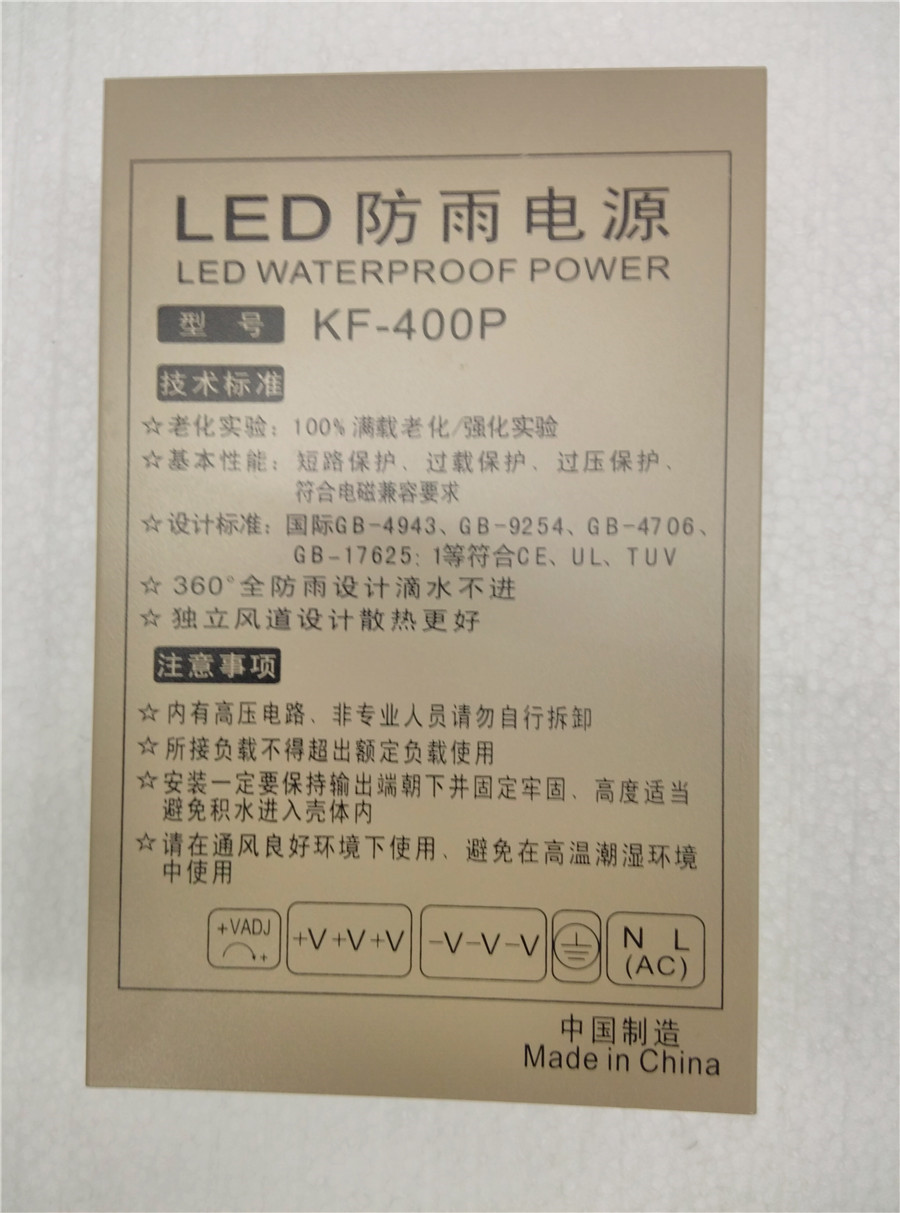 LED防雨电源
LED WATERPROOF POWER
型 号 KF-400P
技术标准
☆老化实验：100%满载老化/强化实验
☆基本性能：短路保护、过载保护、过压保护、
符合电磁兼容要求
☆设计标准：国际GB-4943、GB-9254、GB-4706、
GB-17625：1等符合CE、UL、TUV
☆360°全防雨设计滴水不进
☆独立风道设计散热更好
注意事项
☆内有高压电路、非专业人员请勿自行拆卸
☆所接负载不得超出额定负载使用
☆安装一定要保持输出端朝下并固定牢固、高度适当
避免积水进入壳体内
☆请在通风良好环境下使用、避免在高温潮湿环境
中使用
+VADJ +V+V+V -V-V-V N L
+ (AC)
中国制造
Made in China